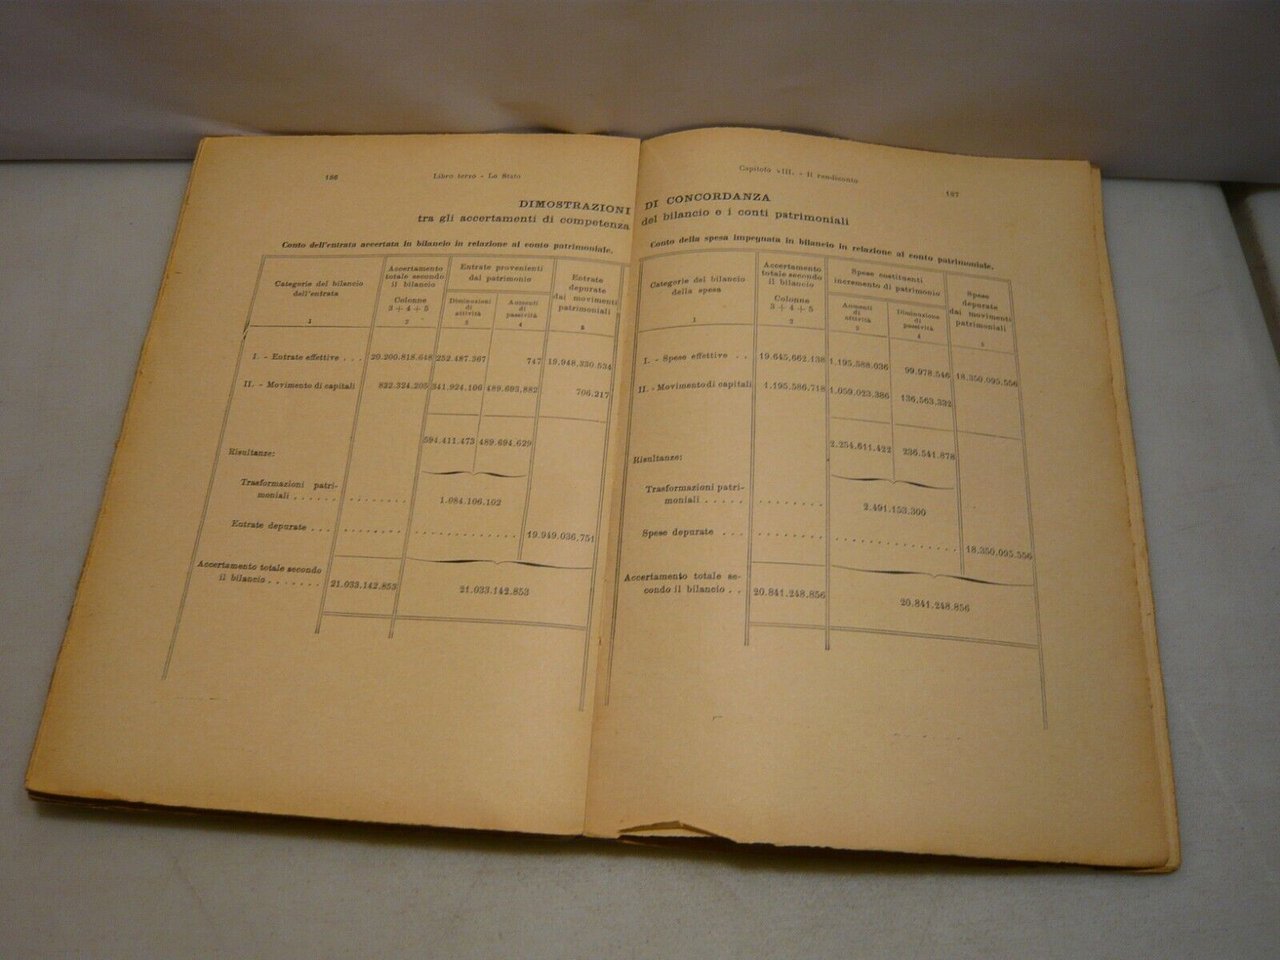 186 Libro terzo - Lo Stato
DIMOSTRAZIONI
tra gli accertamenti di competenza
Conto dell'entrata accertata in bilancio in relazione al conto patrimoniale.
Categorie del bilancio dell'entrata
Accertamento totale secondo il bilancio
Colonne 3 + 4 + 5
Entrate provenienti dal patrimonio
Diminuzioni di attività
Aumenti di passività
Entrate depurate dai movimenti patrimoniali
1 2 3 4 5
I. - Entrate effettive . . . 20.200.818.648 252.487.367 747 19.948.330.534
II. - Movimento di capitali 832.324.205 341.924.106 489.693.882 706.217
594.411.473 489.694.629
Risultanze:
Trasformazioni patri-
moniali . . . . . . . . . . . . . 1.084.106.102
Entrate depurate . . . . . . . . . . . . . . . . . . . . . . . 19.949.036.751
Accertamento totale secondo
il bilancio . . . . . . . 21.033.142.853 21.033.142.853
Capitolo VIII. - Il rendiconto 187
DI CONCORDANZA
del bilancio e i conti patrimoniali
Conto della spesa impegnata in bilancio in relazione al conto patrimoniale.
Categorie del bilancio della spesa
Accertamento totale secondo il bilancio
Colonne 3 + 4 + 5
Spese costituenti incremento di patrimonio
Aumenti di attività
Diminuzione di passività
Spese depurate dai movimenti patrimoniali
1 2 3 4 5
I. - Spese effettive . . 19.645.662.138 1.195.588.036 99.978.546 18.350.095.556
II. - Movimento di capitali 1.195.586.718 1.059.023.386 136.563.332
2.254.611.422 236.541.878
Risultanze:
Trasformazioni patri-
moniali . . . . . . . . . . . . . 2.491.153.300
Spese depurate . . . . . . . . . . . . . . . . . . . . . . . 18.350.095.556
Accertamento totale se-
condo il bilancio . . 20.841.248.856 20.841.248.856